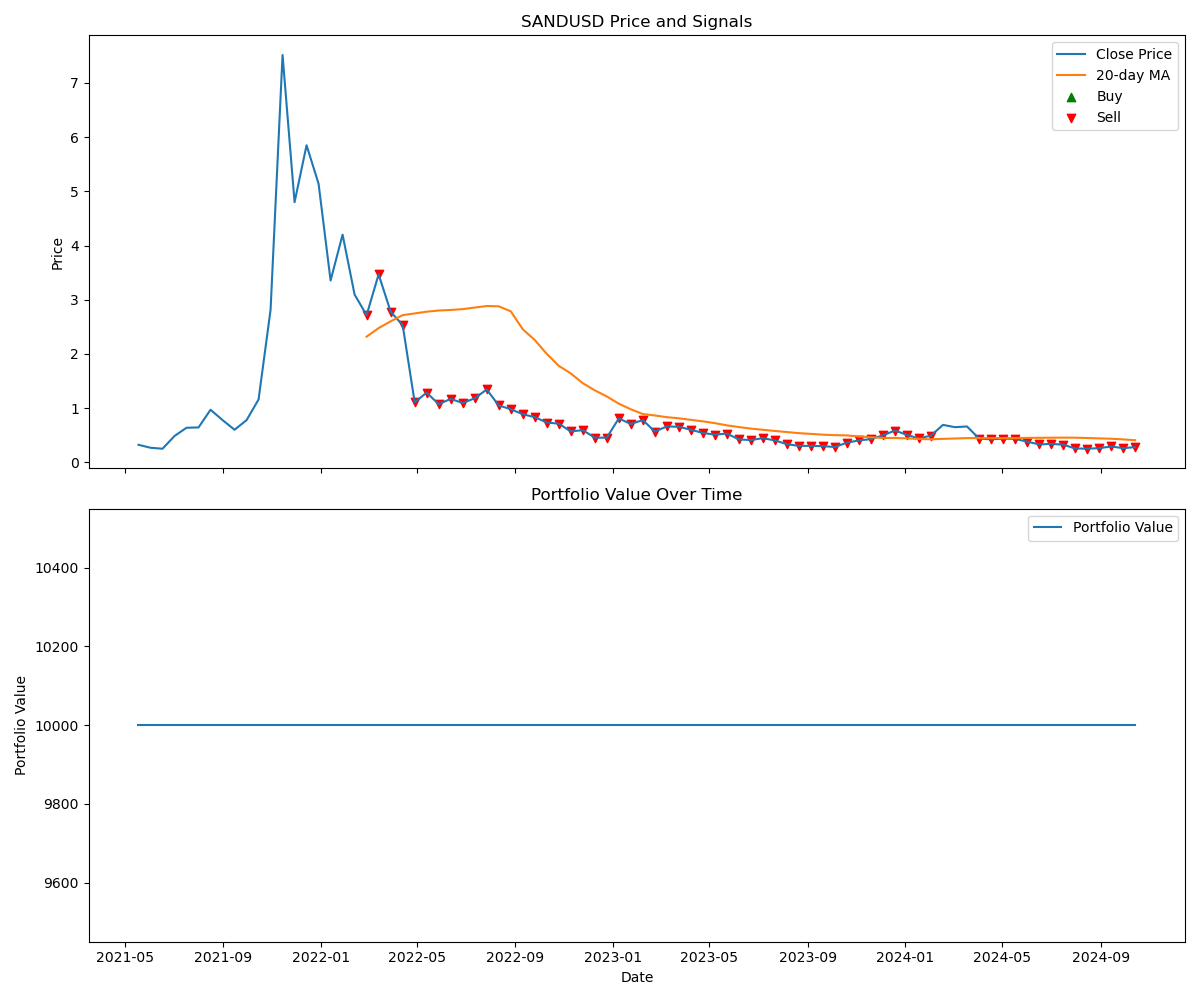 SANDUSD Price and Signals
Close Price
20-day MA
Buy
Sell
7
6
5
4
3
2
1
0
Price
Portfolio Value Over Time
Portfolio Value
10400
10200
10000
9800
9600
Portfolio Value
2021-05 2021-09 2022-01 2022-05 2022-09 2023-01 2023-05 2023-09 2024-01 2024-05 2024-09
Date